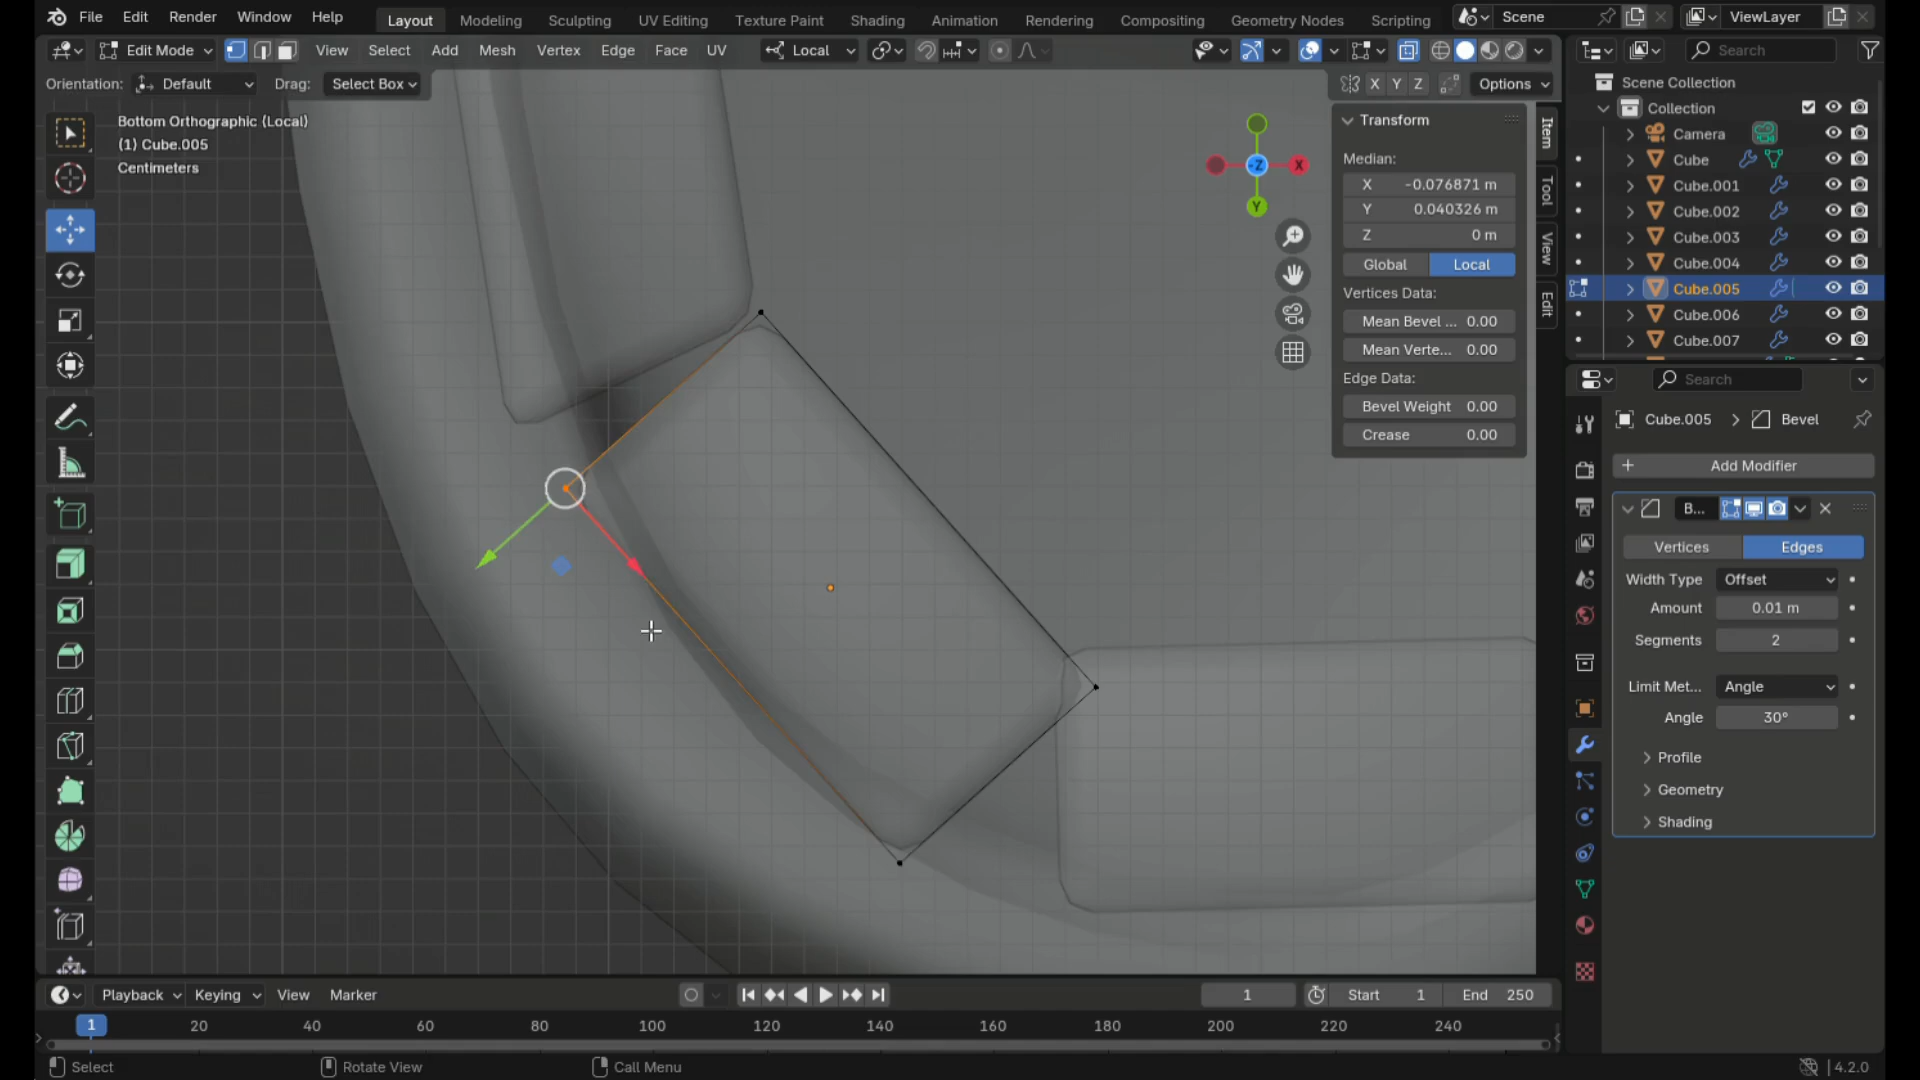 File Edit Render Window Help Layout Modeling Sculpting UV Editing Texture Paint Shading Animation Rendering Compositing Geometry Nodes Scripting Scene ViewLayer
Edit Mode View Select Add Mesh Vertex Edge Face UV Local Search
Orientation: Default Drag: Select Box X Y Z Options
Bottom Orthographic (Local)
(1) Cube.005
Centimeters
-Z X Y
Transform
Median:
X -0.076871 m
Y 0.040326 m
Z 0 m
Global Local
Vertices Data:
Mean Bevel ... 0.00
Mean Verte... 0.00
Edge Data:
Bevel Weight 0.00
Crease 0.00
Item
Tool
View
Edit
Scene Collection
Collection
Camera
Cube
Cube.001
Cube.002
Cube.003
Cube.004
Cube.005
Cube.006
Cube.007
Search
Cube.005 > Bevel
+ Add Modifier
B...
Vertices Edges
Width Type Offset
Amount 0.01 m
Segments 2
Limit Met... Angle
Angle 30°
Profile
Geometry
Shading
Playback Keying View Marker 1 Start 1 End 250
1 20 40 60 80 100 120 140 160 180 200 220 240
Select Rotate View Call Menu 4.2.0